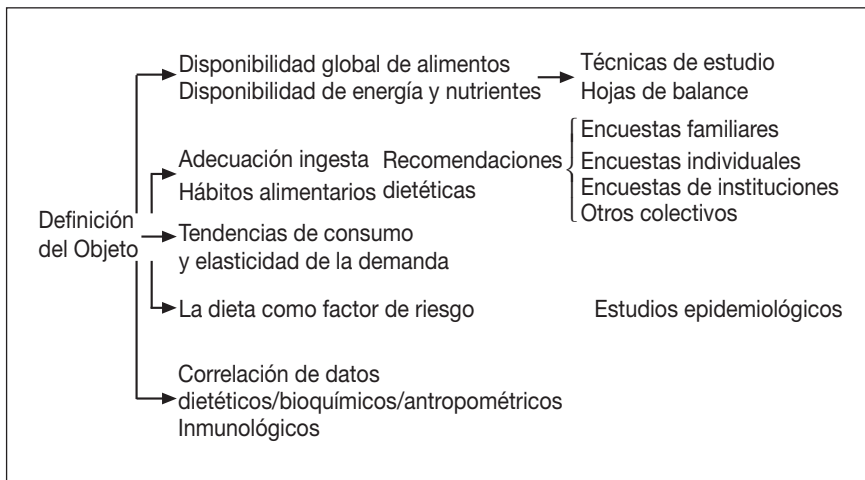 Disponibilidad global de alimentos
Disponibilidad de energía y nutrientes
Técnicas de estudio
Hojas de balance
Adecuación ingesta Recomendaciones
Hábitos alimentarios dietéticas
Encuestas familiares
Encuestas individuales
Encuestas de instituciones
Otros colectivos
Definición
del Objeto
Tendencias de consumo
y elasticidad de la demanda
La dieta como factor de riesgo
Estudios epidemiológicos
Correlación de datos
dietéticos/bioquímicos/antropométricos
Inmunológicos